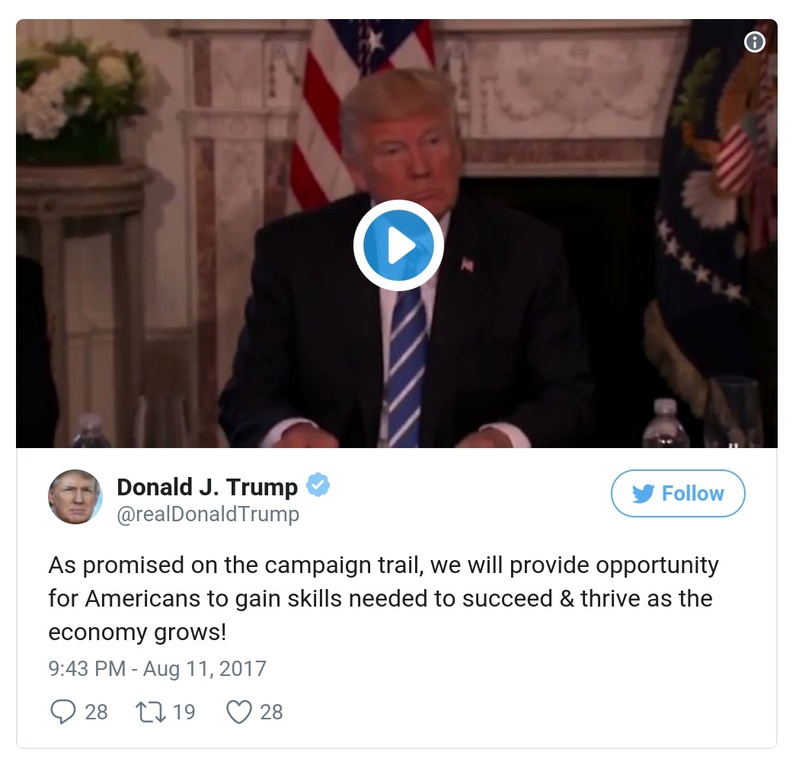 Donald J. Trump
@realDonaldTrump
Follow
As promised on the campaign trail, we will provide opportunity
for Americans to gain skills needed to succeed & thrive as the
economy grows!
9:43 PM - Aug 11, 2017
28 19 28